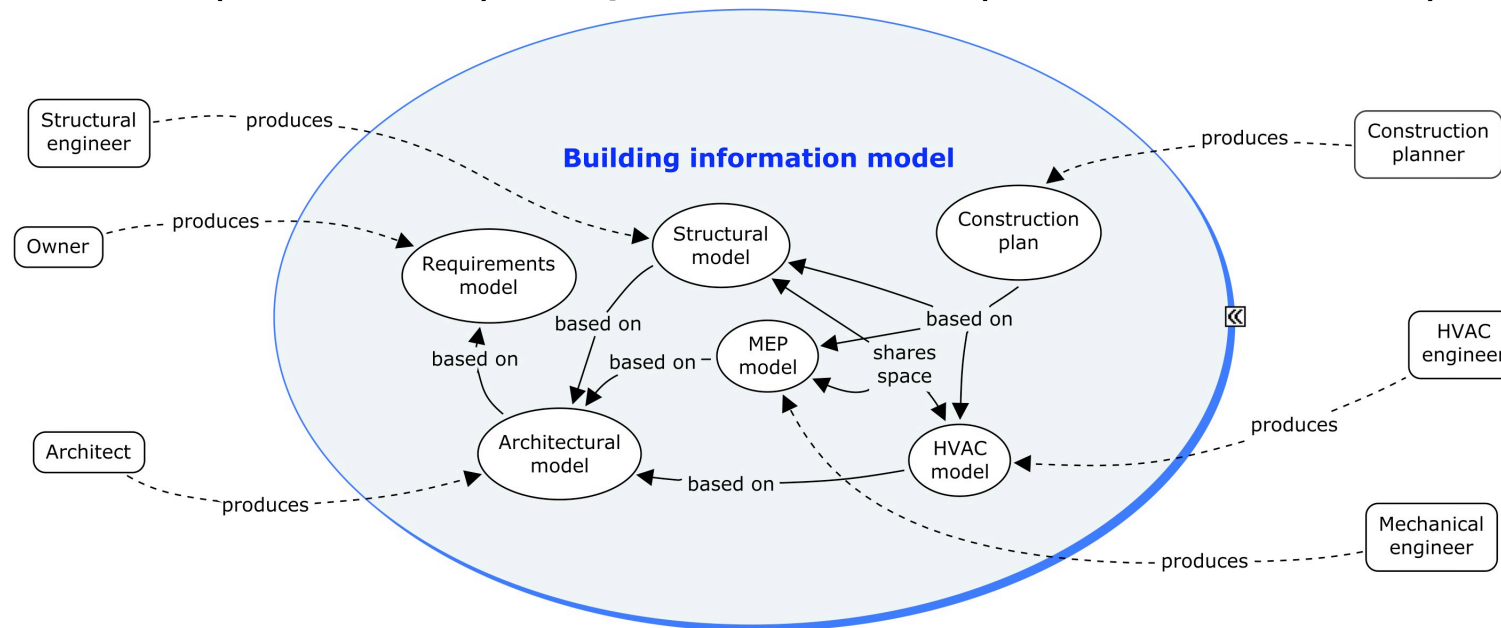 Structural
engineer
produces
Construction
planner
produces
Building information model
Owner
produces
Structural
model
Construction
plan
Requirements
model
based on
based on
based on
based on
MEP
model
shares
space
HVAC
produces
Architect
Architectural
model
HVAC
model
based on
produces
Mechanical
engineer
produces